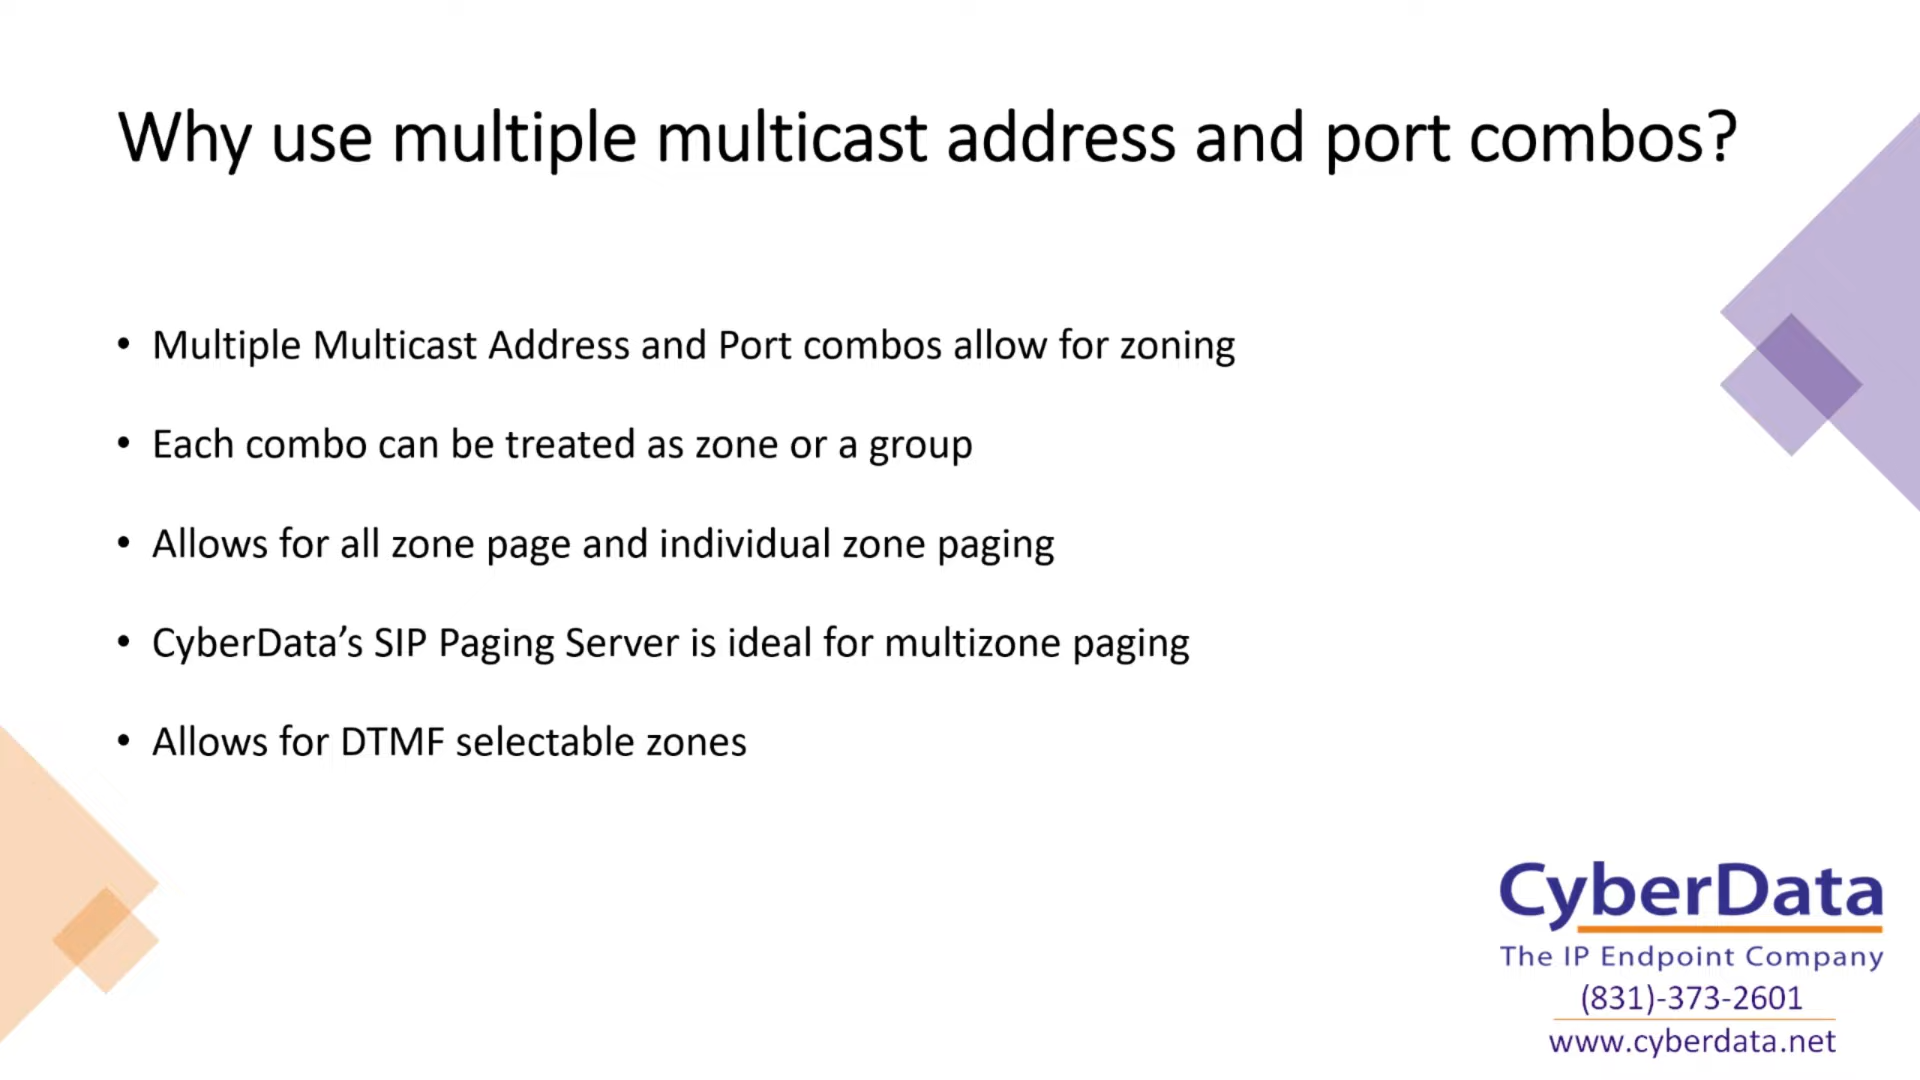 Why use multiple multicast address and port combos?
• Multiple Multicast Address and Port combos allow for zoning
• Each combo can be treated as zone or a group
• Allows for all zone page and individual zone paging
• CyberData’s SIP Paging Server is ideal for multizone paging
• Allows for DTMF selectable zones
CyberData
The IP Endpoint Company
(831)-373-2601
www.cyberdata.net